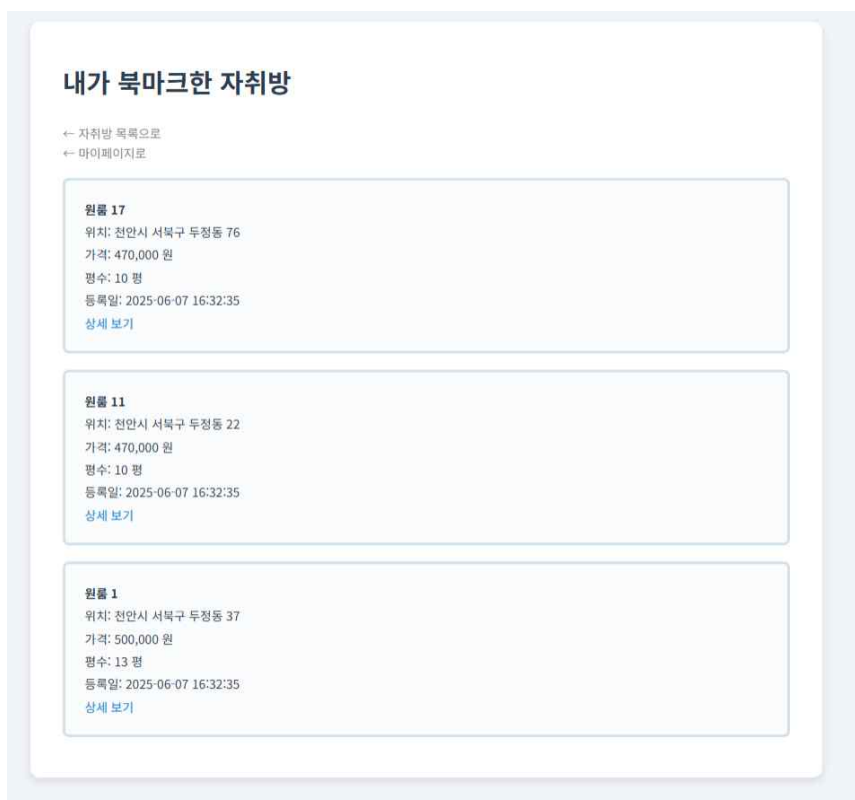 내가 북마크한 자취방
← 자취방 목록으로
← 마이페이지로
원룸 17
위치: 천안시 서북구 두정동 76
가격: 470,000 원
평수: 10 평
등록일: 2025-06-07 16:32:35
상세 보기
원룸 11
위치: 천안시 서북구 두정동 22
가격: 470,000 원
평수: 10 평
등록일: 2025-06-07 16:32:35
상세 보기
원룸 1
위치: 천안시 서북구 두정동 37
가격: 500,000 원
평수: 13 평
등록일: 2025-06-07 16:32:35
상세 보기